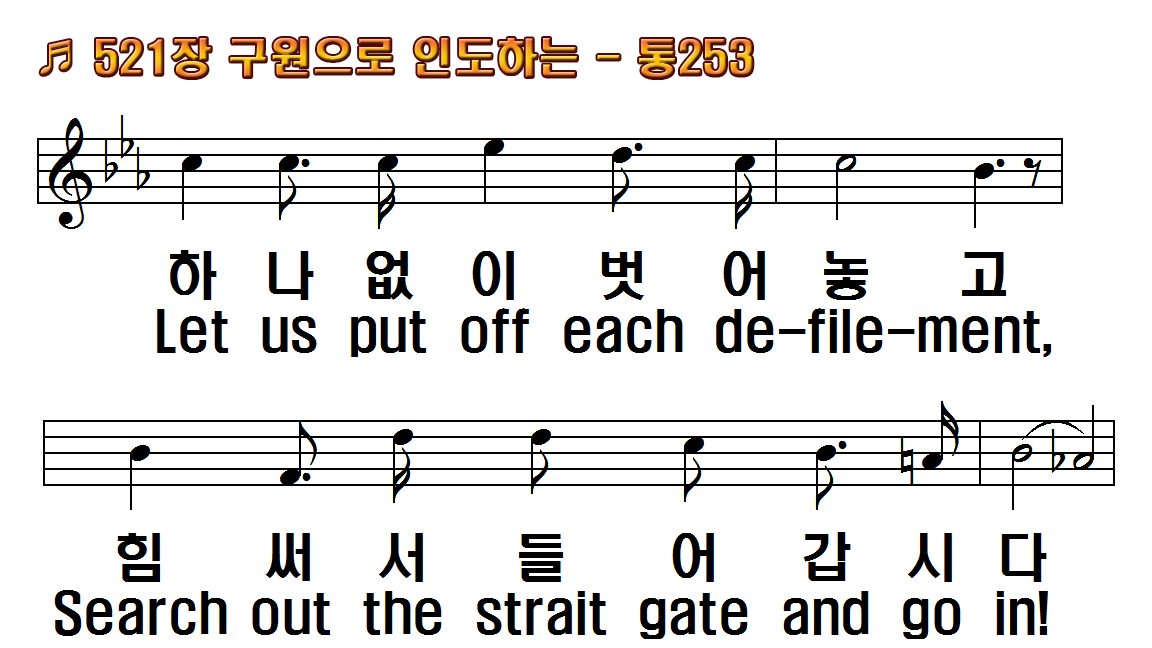 521장 구원으로 인도하는 - 통253
하 나 없 이 벗 어 놓 고
Let us put off each de-file-ment,
힘 써 서 들 어 갑 시 다
Search out the strait gate and go in!